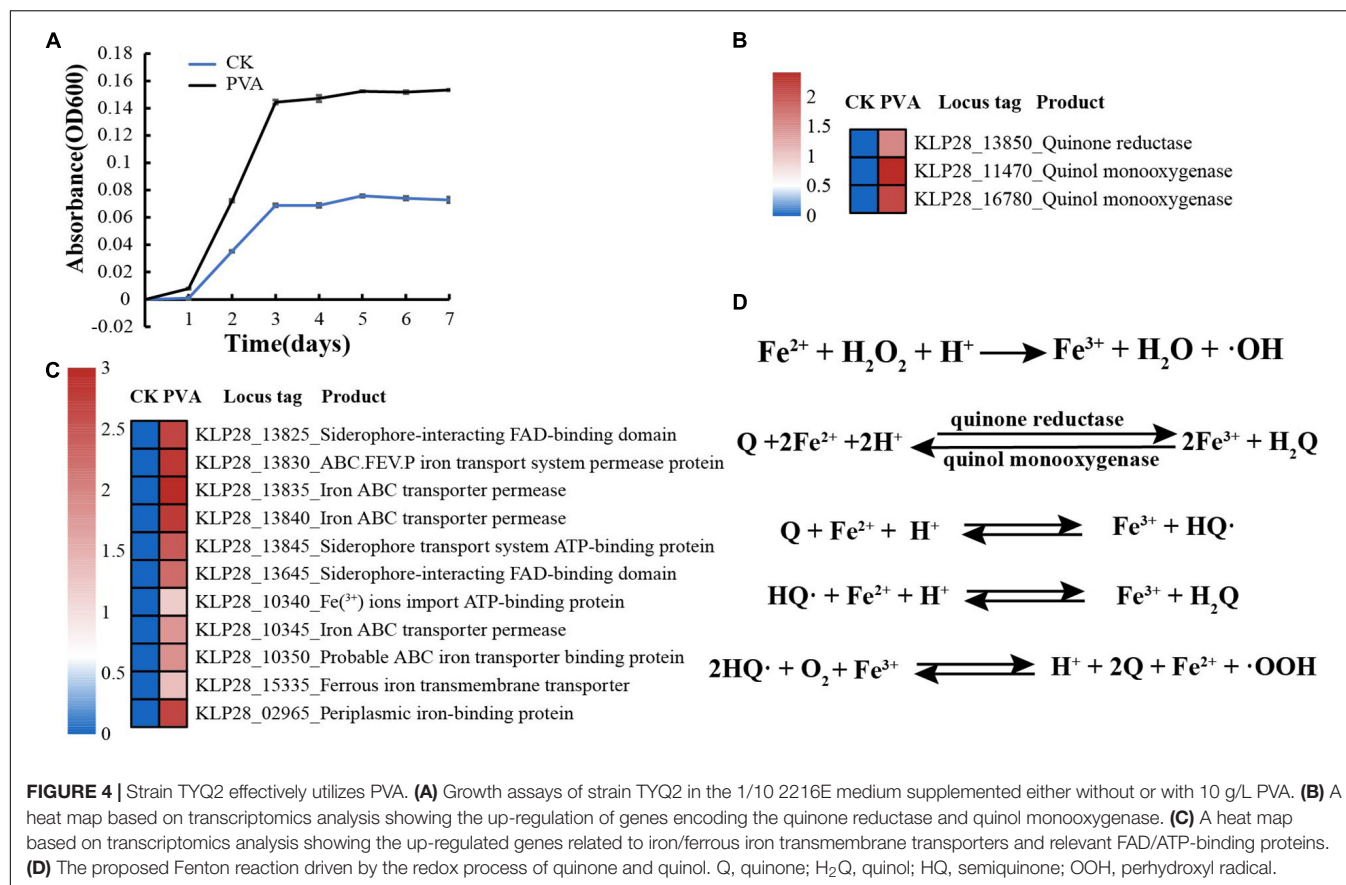 A
0.18
0.16
0.14
0.12
0.1
0.08
0.06
0.04
0.02
0
-0.02
Absorbance(OD600)
CK
PVA
1 2 3 4 5 6 7
Time(days)
B
2
1.5
1
0.5
0
CK PVA Locus tag Product
KLP28_13850_Quinone reductase
KLP28_11470_Quinol monooxygenase
KLP28_16780_Quinol monooxygenase
C
3
2.5
2
1.5
1
0.5
0
CK PVA Locus tag Product
KLP28_13825_Siderophore-interacting FAD-binding domain
KLP28_13830_ABC.FEV.P iron transport system permease protein
KLP28_13835_Iron ABC transporter permease
KLP28_13840_Iron ABC transporter permease
KLP28_13845_Siderophore transport system ATP-binding protein
KLP28_13645_Siderophore-interacting FAD-binding domain
KLP28_10340_Fe(³⁺) ions import ATP-binding protein
KLP28_10345_Iron ABC transporter permease
KLP28_10350_Probable ABC iron transporter binding protein
KLP28_15335_Ferrous iron transmembrane transporter
KLP28_02965_Periplasmic iron-binding protein
D
Fe²⁺ + H₂O₂ + H⁺ ⟶ Fe³⁺ + H₂O + ·OH
quinone reductase
Q +2Fe²⁺ +2H⁺ ⇌ 2Fe³⁺ + H₂Q
quinol monooxygenase
Q + Fe²⁺ + H⁺ ⇌ Fe³⁺ + HQ·
HQ· + Fe²⁺ + H⁺ ⇌ Fe³⁺ + H₂Q
2HQ· + O₂ + Fe³⁺ ⇌ H⁺ + 2Q + Fe²⁺ + ·OOH
FIGURE 4 | Strain TYQ2 effectively utilizes PVA. (A) Growth assays of strain TYQ2 in the 1/10 2216E medium supplemented either without or with 10 g/L PVA. (B) A
heat map based on transcriptomics analysis showing the up-regulation of genes encoding the quinone reductase and quinol monooxygenase. (C) A heat map
based on transcriptomics analysis showing the up-regulated genes related to iron/ferrous iron transmembrane transporters and relevant FAD/ATP-binding proteins.
(D) The proposed Fenton reaction driven by the redox process of quinone and quinol. Q, quinone; H₂Q, quinol; HQ, semiquinone; OOH, perhydroxyl radical.